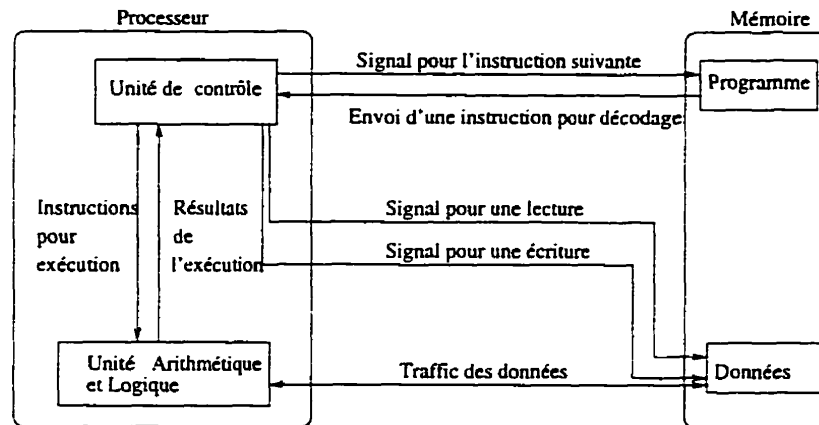 Processeur
Mémoire
Signal pour l'instruction suivante
Unité de contrôle
Programme
Envoi d'une instruction pour décodage
Instructions
pour
exécution
Résultats
de
l'exécution
Signal pour une lecture
Signal pour une écriture
Unité Arithmétique
et Logique
Traffic des données
Données